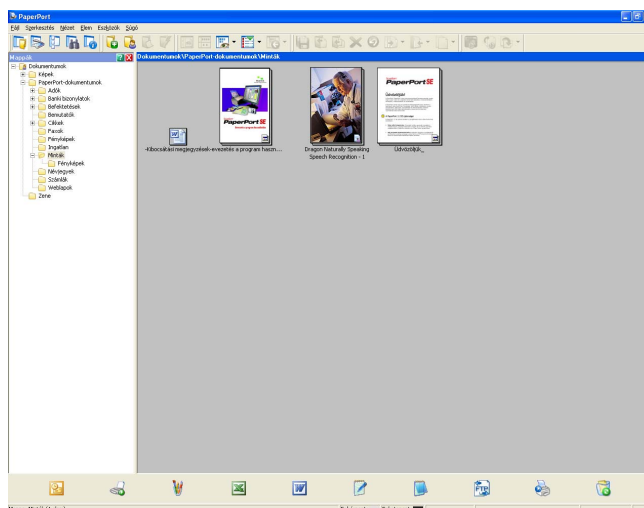 PaperPort
Fájl Szerkesztés Nézet Elem Eszközök Súgó
Mappák
Dokumentumok\PaperPort-dokumentumok\Minták
Dokumentumok
Képek
PaperPort-dokumentumok
Adók
Banki bizonylatok
Befektetések
Bemutatók
Cikkek
Faxok
Fényképek
Ingatlan
Minták
Fényképek
Névjegyek
Számlák
Weblapok
Zene
PaperPort SE
PaperPort SE
-Kibocsátási megjegyzések-evezetés a program haszn...
Dragon Naturally Speaking
Speech Recognition - 1
Üdvözöljük_
FTP